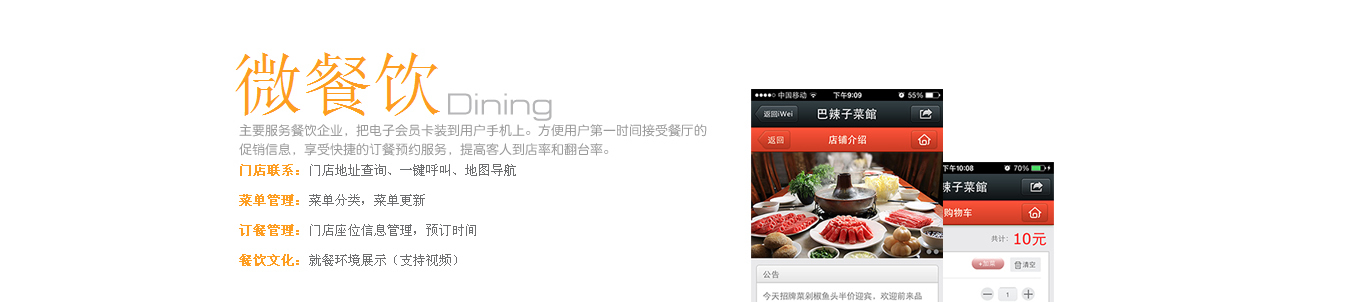 微餐饮 Dining
主要服务餐饮企业，把电子会员卡装到用户手机上。方便用户第一时间接受餐厅的
促销信息，享受快捷的订餐预约服务，提高客人到店率和翻台率。
门店联系：门店地址查询、一键呼叫、地图导航
菜单管理：菜单分类，菜单更新
订餐管理：门店座位信息管理，预订时间
餐饮文化：就餐环境展示（支持视频）
中国移动 下午9:09 55%
返回iWei 巴辣子菜館
返回 店铺介绍
公告
今天招牌菜剁椒鱼头半价迎宾，欢迎前来品
下午10:08 70%
辣子菜館
购物车
共计：10元
+加菜 清空
1